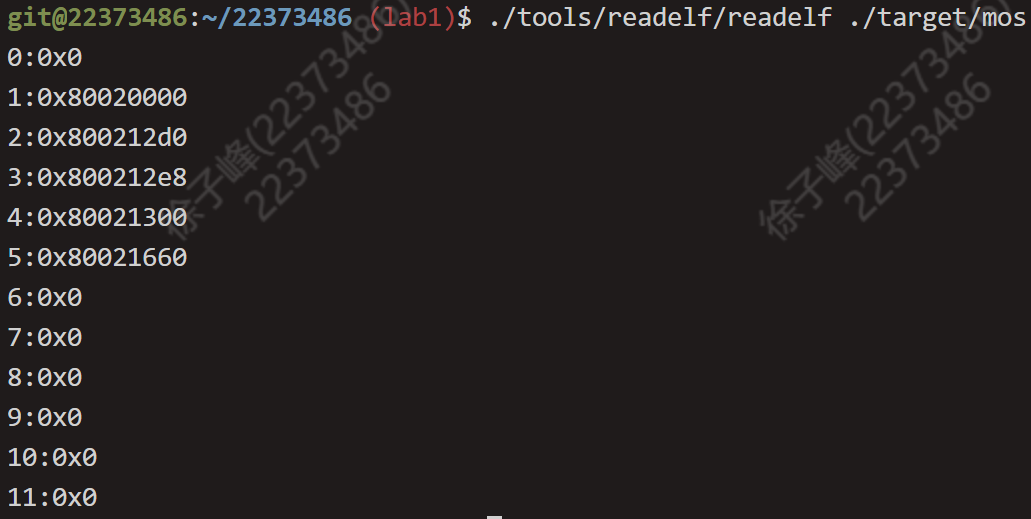 git@22373486:~/22373486 (lab1)$ ./tools/readelf/readelf ./target/mos
0:0x0
1:0x80020000
2:0x800212d0
3:0x800212e8
4:0x80021300
5:0x80021660
6:0x0
7:0x0
8:0x0
9:0x0
10:0x0
11:0x0
徐子峰(22373486)
22373486
徐子峰(22373486)
22373486